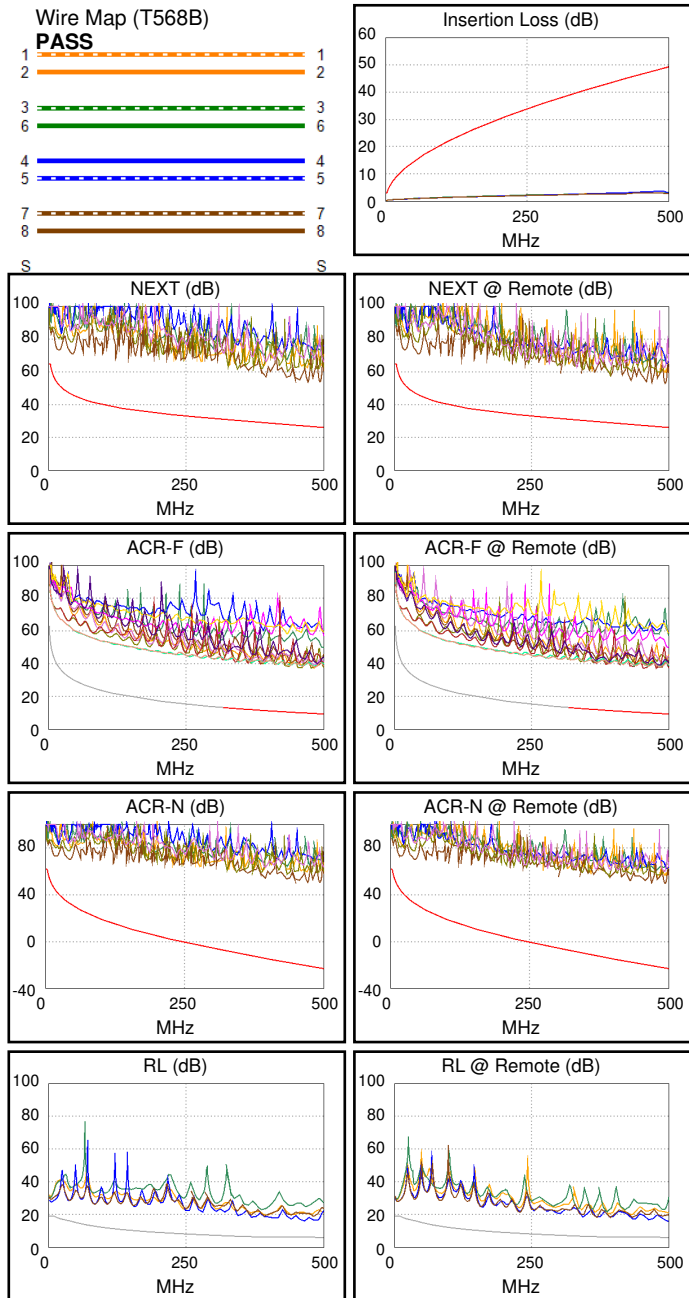 Wire Map (T568B)
PASS
1 1
2 2
3 3
6 6
4 4
5 5
7 7
8 8
S S
Insertion Loss (dB)
60
50
40
30
20
10
0
0 250 500
MHz
NEXT (dB)
100
80
60
40
20
0
0 250 500
MHz
NEXT @ Remote (dB)
100
80
60
40
20
0
0 250 500
MHz
ACR-F (dB)
100
80
60
40
20
0
0 250 500
MHz
ACR-F @ Remote (dB)
100
80
60
40
20
0
0 250 500
MHz
ACR-N (dB)
80
40
0
-40
0 250 500
MHz
ACR-N @ Remote (dB)
80
40
0
-40
0 250 500
MHz
RL (dB)
100
80
60
40
20
0
0 250 500
MHz
RL @ Remote (dB)
100
80
60
40
20
0
0 250 500
MHz